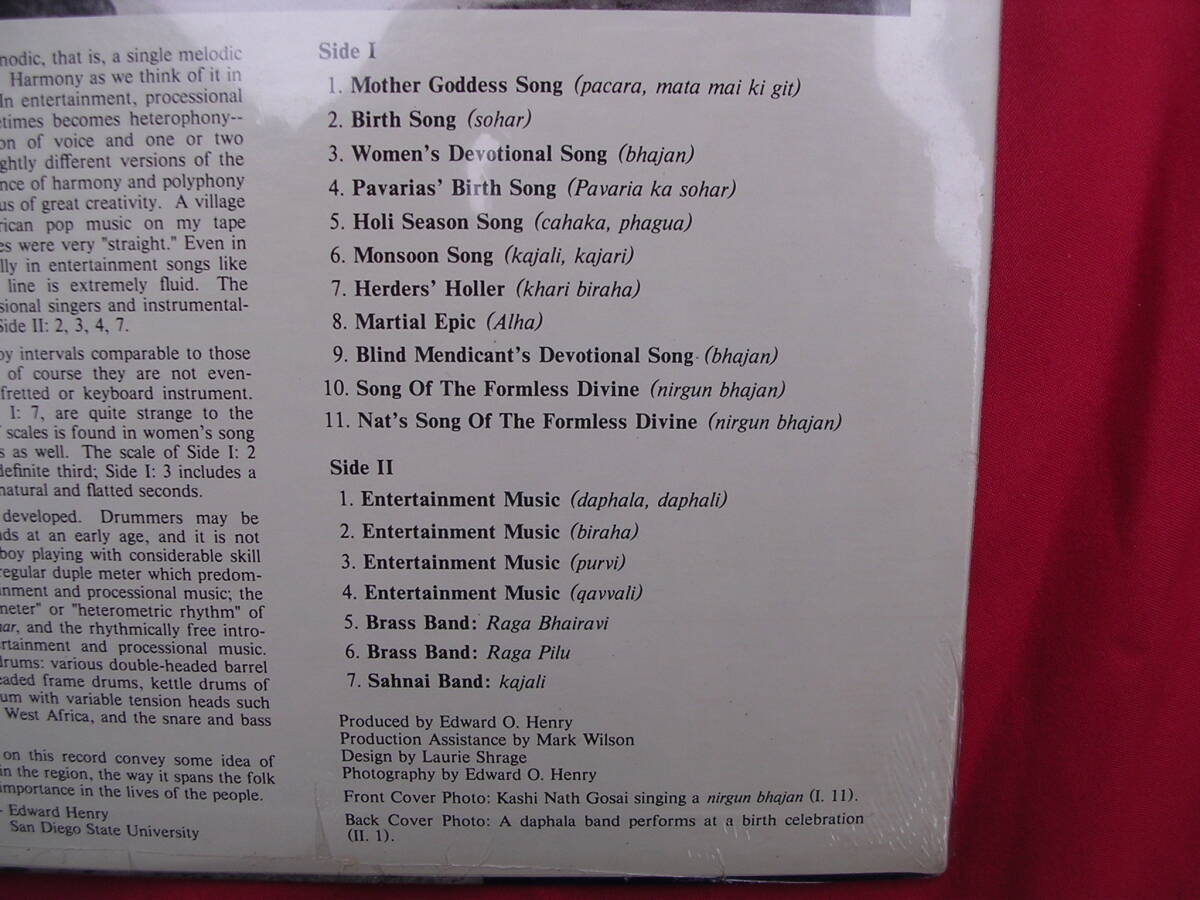 nodic, that is, a single melodic
Harmony as we think of it in
In entertainment, processional
etimes becomes heterophony--
on of voice and one or two
ghtly different versions of the
nce of harmony and polyphony
us of great creativity. A village
rican pop music on my tape
es were very "straight." Even in
lly in entertainment songs like
line is extremely fluid. The
sional singers and instrumental-
Side II: 2, 3, 4, 7.
by intervals comparable to those
of course they are not even-
fretted or keyboard instrument.
I: 7, are quite strange to the
scales is found in women's song
s as well. The scale of Side I: 2
definite third; Side I: 3 includes a
natural and flatted seconds.
developed. Drummers may be
nds at an early age, and it is not
boy playing with considerable skill
regular duple meter which predom-
inment and processional music; the
meter" or "heterometric rhythm" of
har, and the rhythmically free intro-
rtainment and processional music.
drums: various double-headed barrel
eaded frame drums, kettle drums of
um with variable tension heads such
West Africa, and the snare and bass
on this record convey some idea of
in the region, the way it spans the folk
importance in the lives of the people.
- Edward Henry
San Diego State University
Side I
1. Mother Goddess Song (pacara, mata mai ki git)
2. Birth Song (sohar)
3. Women's Devotional Song (bhajan)
4. Pavarias' Birth Song (Pavaria ka sohar)
5. Holi Season Song (cahaka, phagua)
6. Monsoon Song (kajali, kajari)
7. Herders' Holler (khari biraha)
8. Martial Epic (Alha)
9. Blind Mendicant's Devotional Song (bhajan)
10. Song Of The Formless Divine (nirgun bhajan)
11. Nat's Song Of The Formless Divine (nirgun bhajan)
Side II
1. Entertainment Music (daphala, daphali)
2. Entertainment Music (biraha)
3. Entertainment Music (purvi)
4. Entertainment Music (qavvali)
5. Brass Band: Raga Bhairavi
6. Brass Band: Raga Pilu
7. Sahnai Band: kajali
Produced by Edward O. Henry
Production Assistance by Mark Wilson
Design by Laurie Shrage
Photography by Edward O. Henry
Front Cover Photo: Kashi Nath Gosai singing a nirgun bhajan (I. 11).
Back Cover Photo: A daphala band performs at a birth celebration
(II. 1).